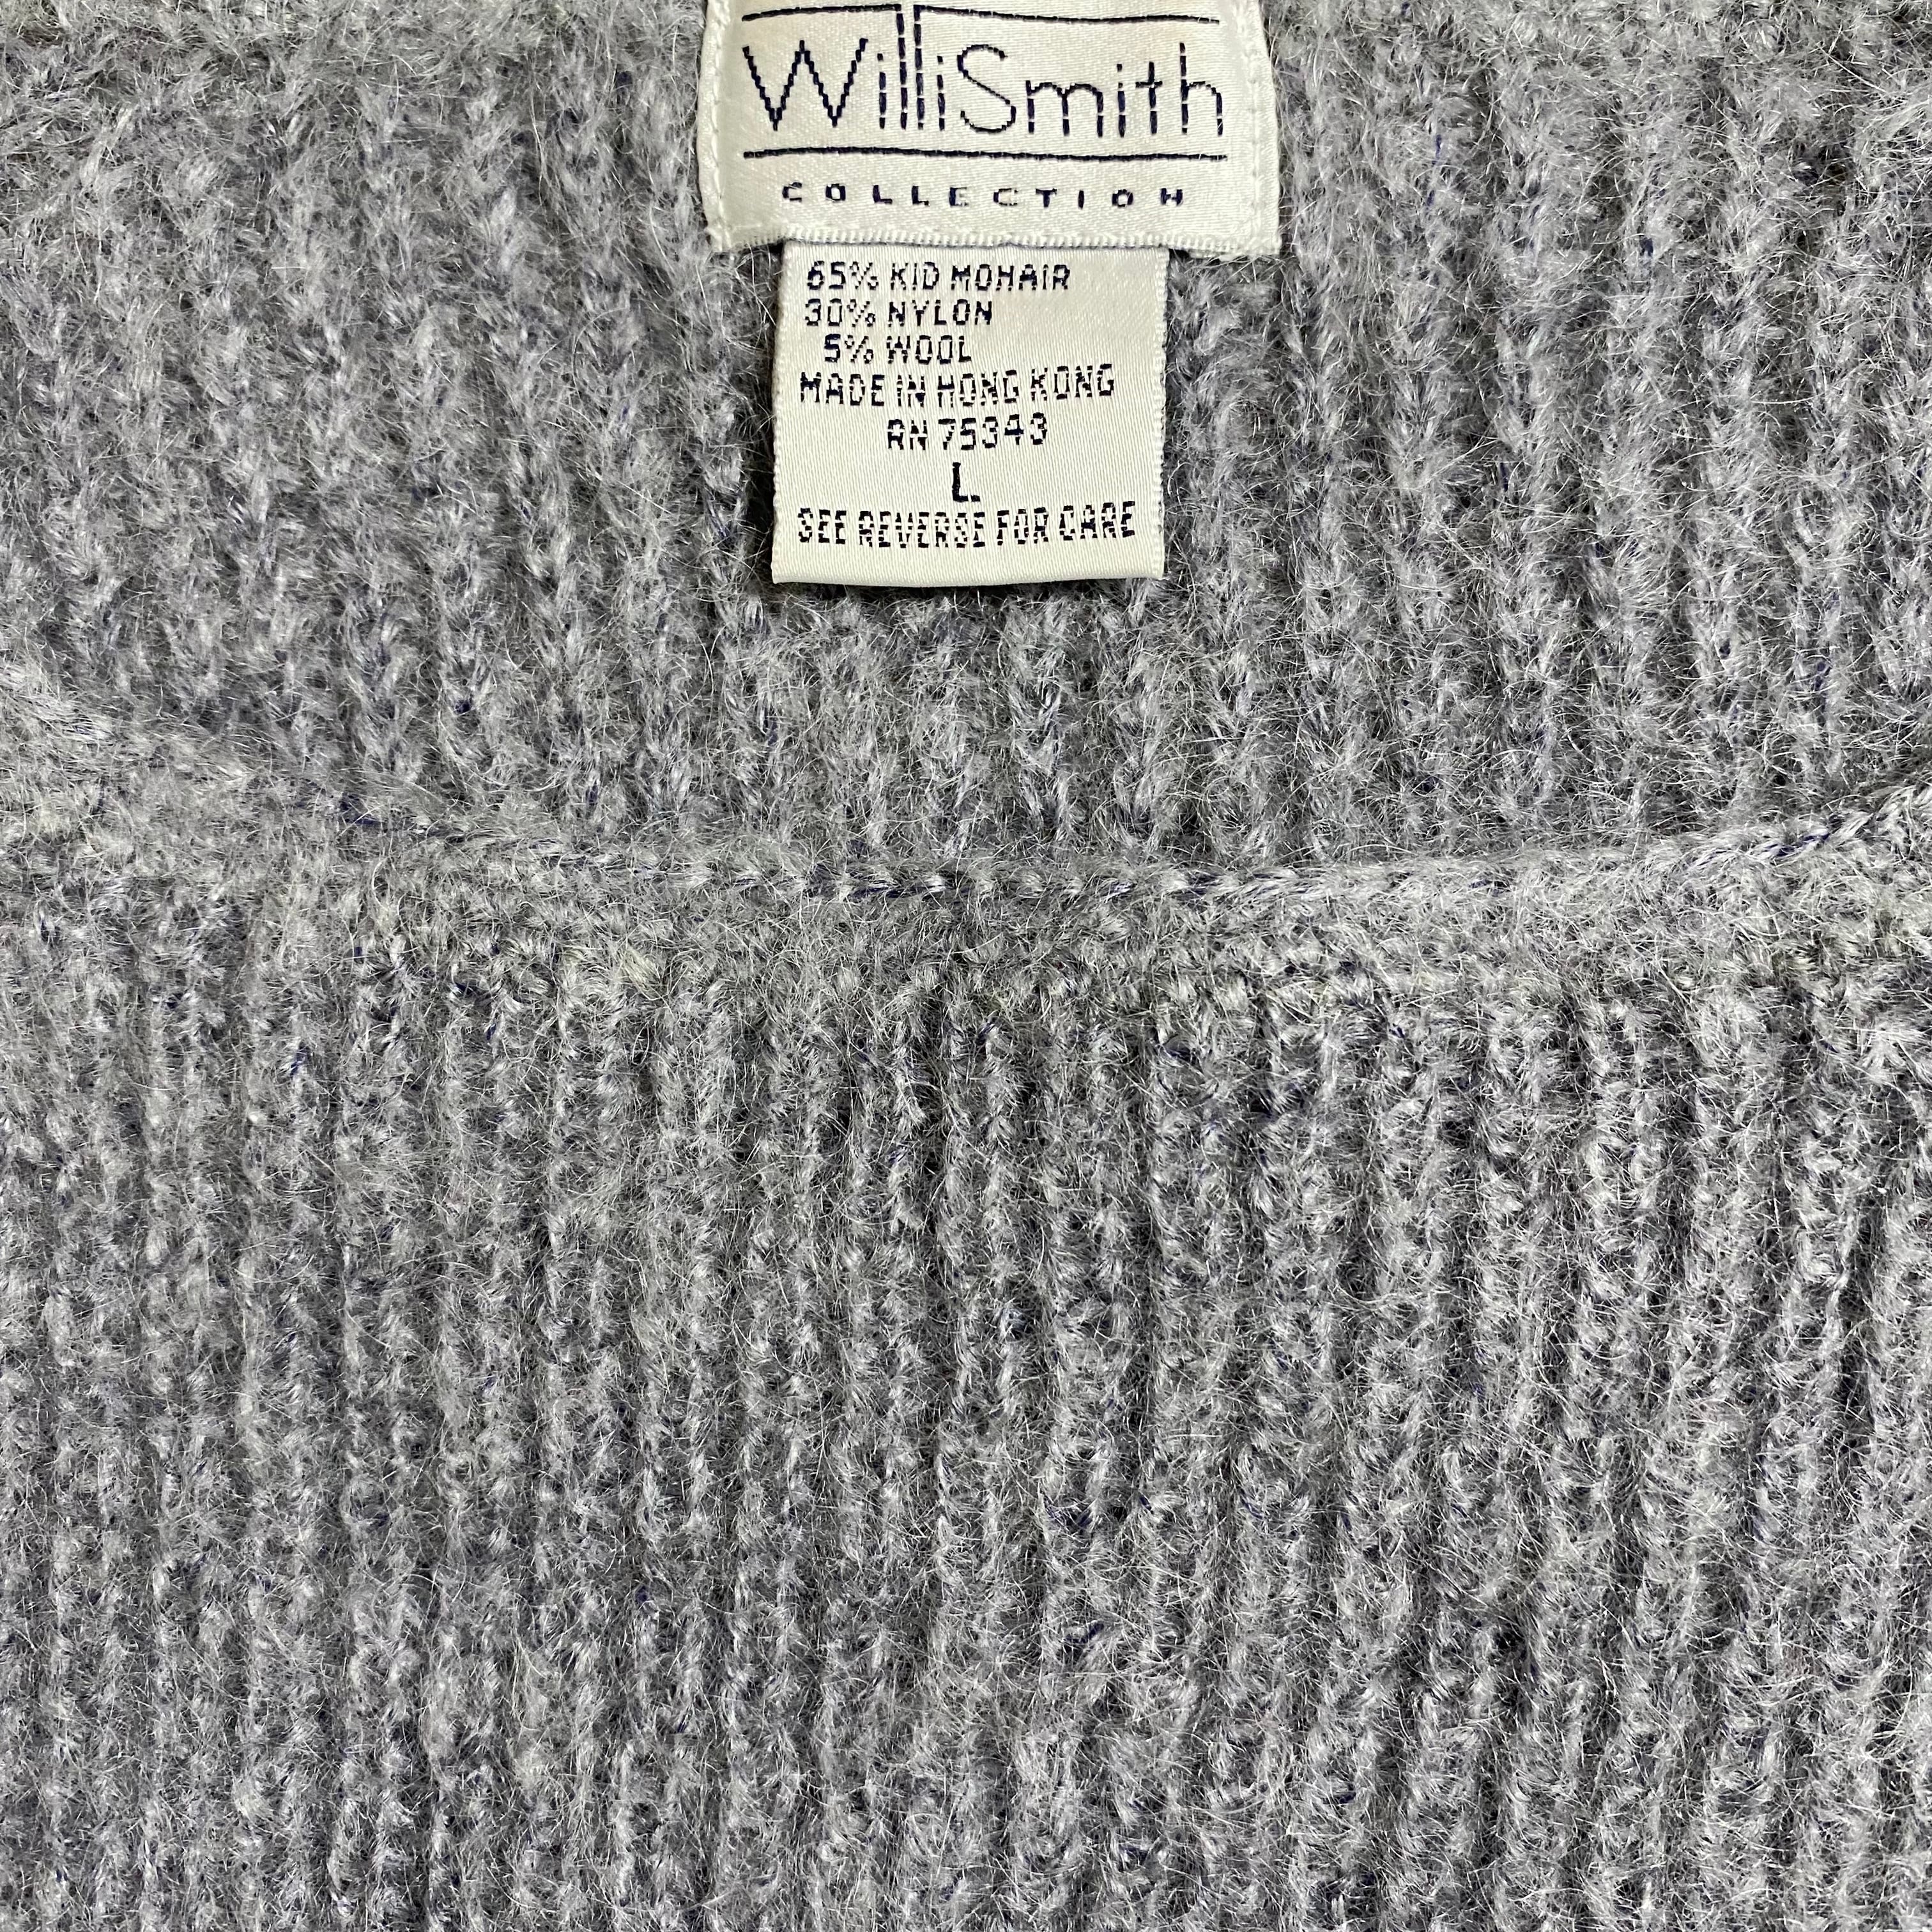 WilliSmith
COLLECTION
65% KID MOHAIR
30% NYLON
5% WOOL
MADE IN HONG KONG
RN 75343
L
SEE REVERSE FOR CARE